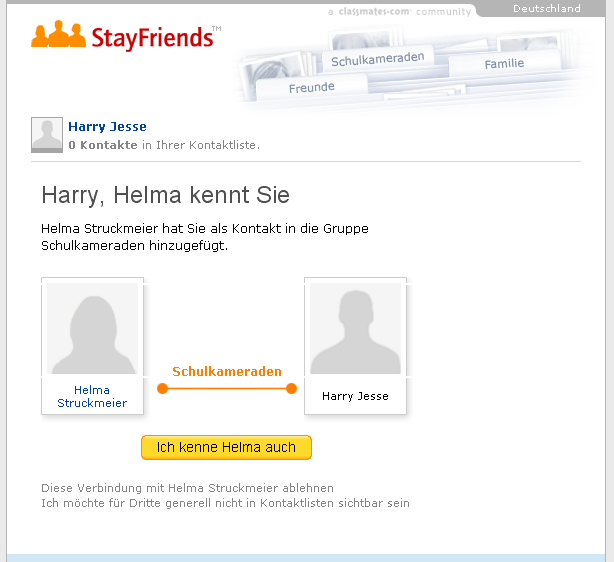 a classmates·com™ community
Deutschland
StayFriends™
Schulkameraden
Familie
Freunde
Harry Jesse
0 Kontakte in Ihrer Kontaktliste.
Harry, Helma kennt Sie
Helma Struckmeier hat Sie als Kontakt in die Gruppe
Schulkameraden hinzugefügt.
Schulkameraden
Helma
Struckmeier
Harry Jesse
Ich kenne Helma auch
Diese Verbindung mit Helma Struckmeier ablehnen
Ich möchte für Dritte generell nicht in Kontaktlisten sichtbar sein